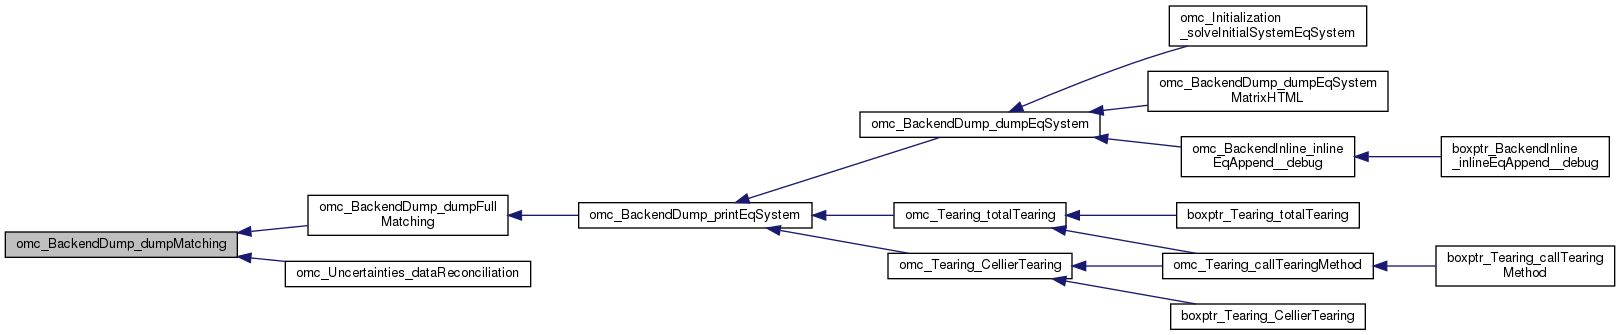 omc_Initialization
_solveInitialSystemEqSystem
omc_BackendDump_dumpEqSystem
MatrixHTML
omc_BackendDump_dumpEqSystem
omc_BackendInline_inline
EqAppend__debug
boxptr_BackendInline
_inlineEqAppend__debug
omc_BackendDump_dumpFull
Matching
omc_BackendDump_printEqSystem
omc_Tearing_totalTearing
boxptr_Tearing_totalTearing
omc_BackendDump_dumpMatching
omc_Uncertainties_dataReconciliation
omc_Tearing_CellierTearing
omc_Tearing_callTearingMethod
boxptr_Tearing_callTearing
Method
boxptr_Tearing_CellierTearing